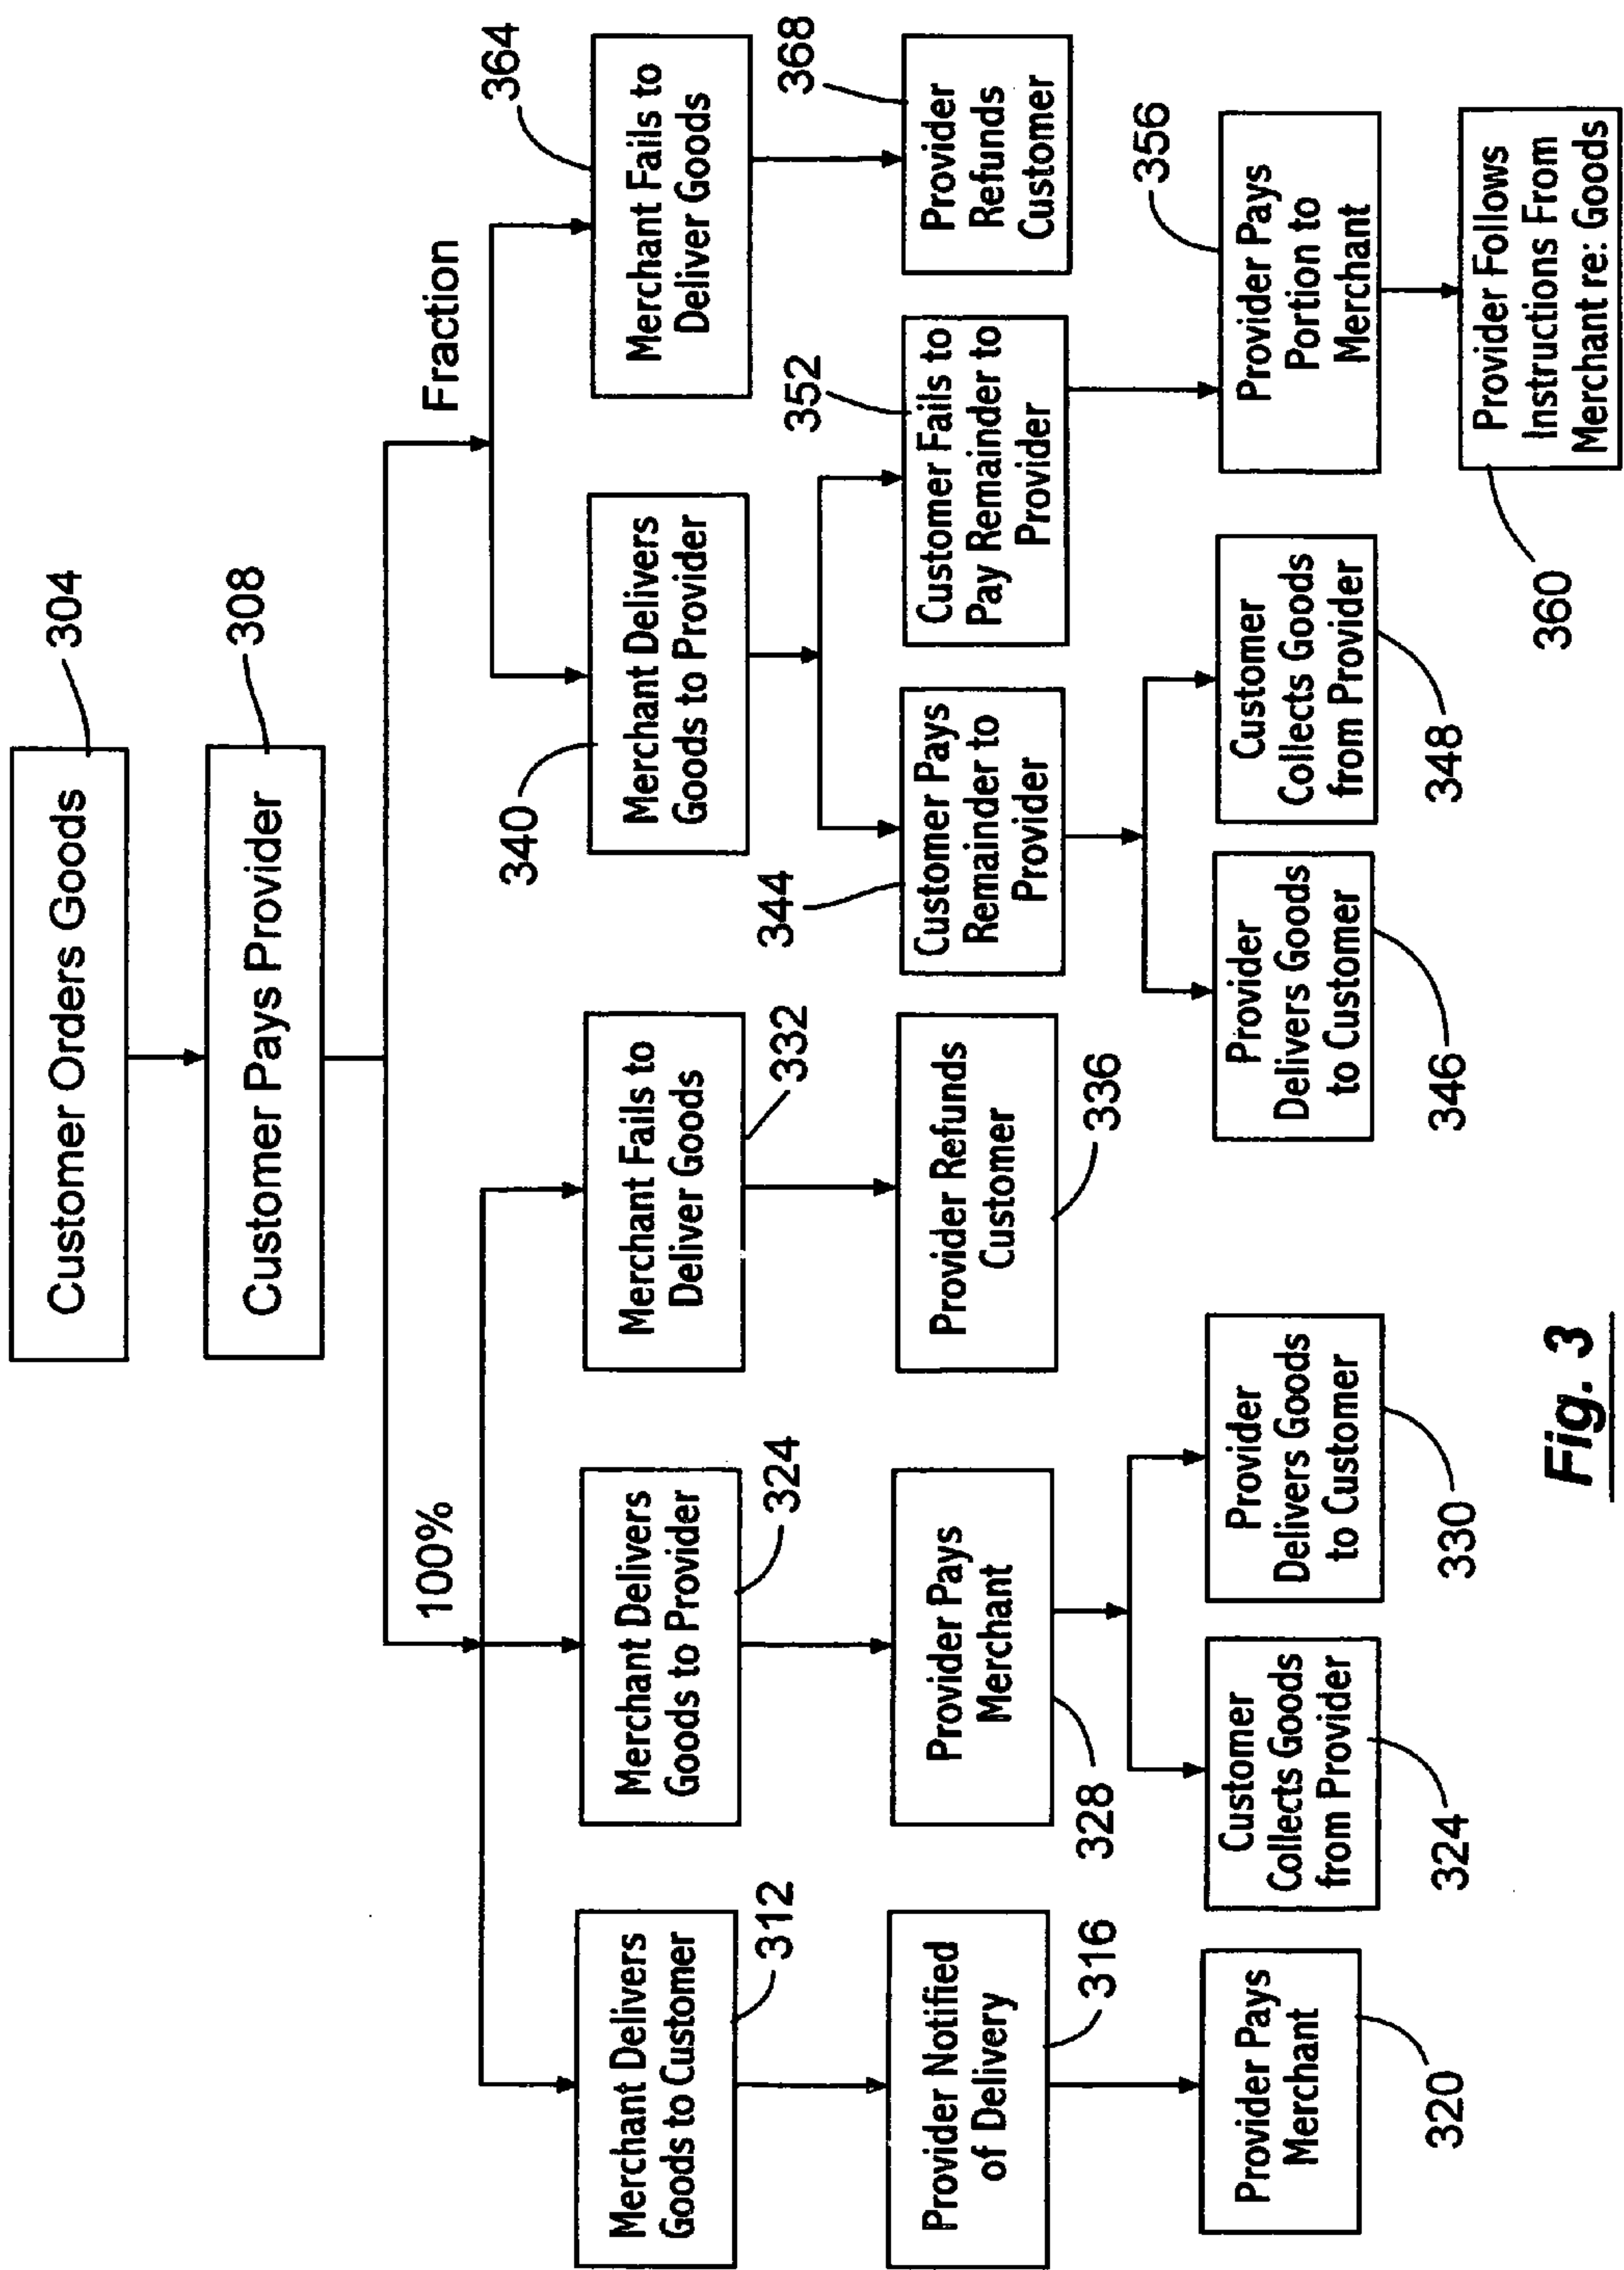 Customer Orders Goods
304
Customer Pays Provider
308
100%
Fraction
Merchant Delivers
Goods to Customer
312
Merchant Delivers
Goods to Provider
324
Merchant Fails to
Deliver Goods
332
340
Merchant Delivers
Goods to Provider
Merchant Fails to
Deliver Goods
364
Provider Notified
of Delivery
316
Provider Pays
Merchant
328
Provider Refunds
Customer
336
344
Customer Pays
Remainder to
Provider
Customer Fails to
Pay Remainder to
Provider
352
Provider
Refunds
Customer
368
Provider Pays
Merchant
320
Customer
Collects Goods
from Provider
324
Provider
Delivers Goods
to Customer
330
Provider
Delivers Goods
to Customer
346
Customer
Collects Goods
from Provider
348
Provider Pays
Portion to
Merchant
356
Provider Follows
Instructions From
Merchant re: Goods
360
Fig. 3